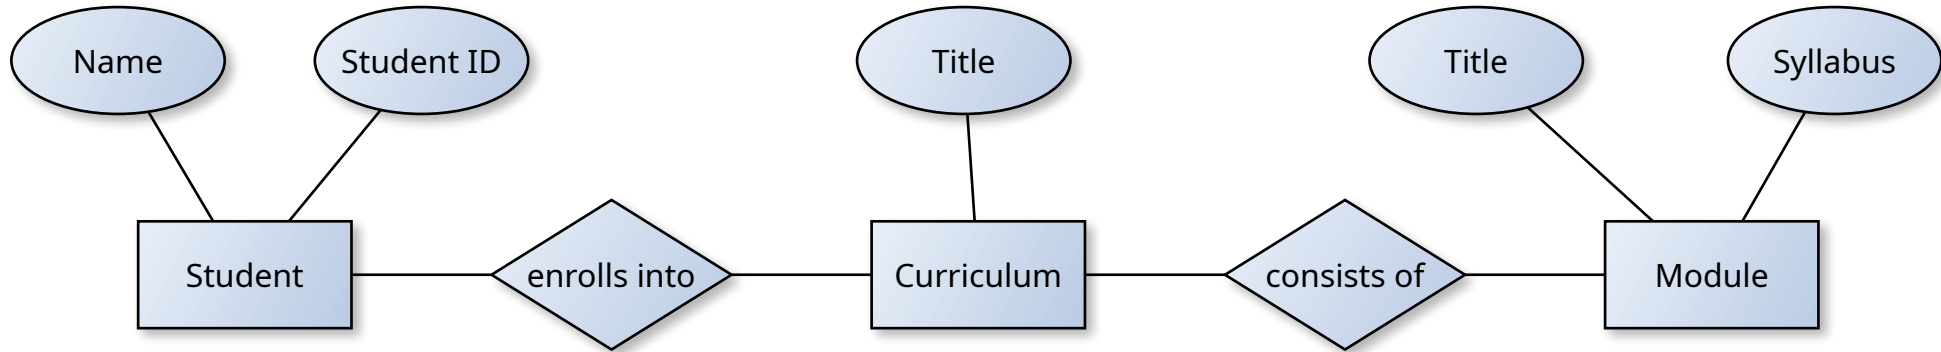 Name
Student ID
Title
Title
Syllabus
Student
enrolls into
Curriculum
consists of
Module